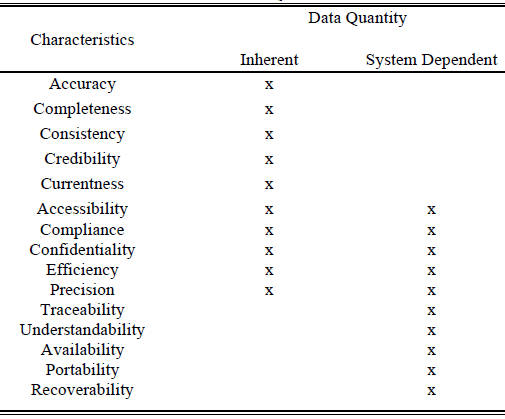 Data Quantity
Characteristics
Inherent System Dependent
Accuracy x
Completeness x
Consistency x
Credibility x
Currentness x
Accessibility x x
Compliance x x
Confidentiality x x
Efficiency x x
Precision x x
Traceability x
Understandability x
Availability x
Portability x
Recoverability x